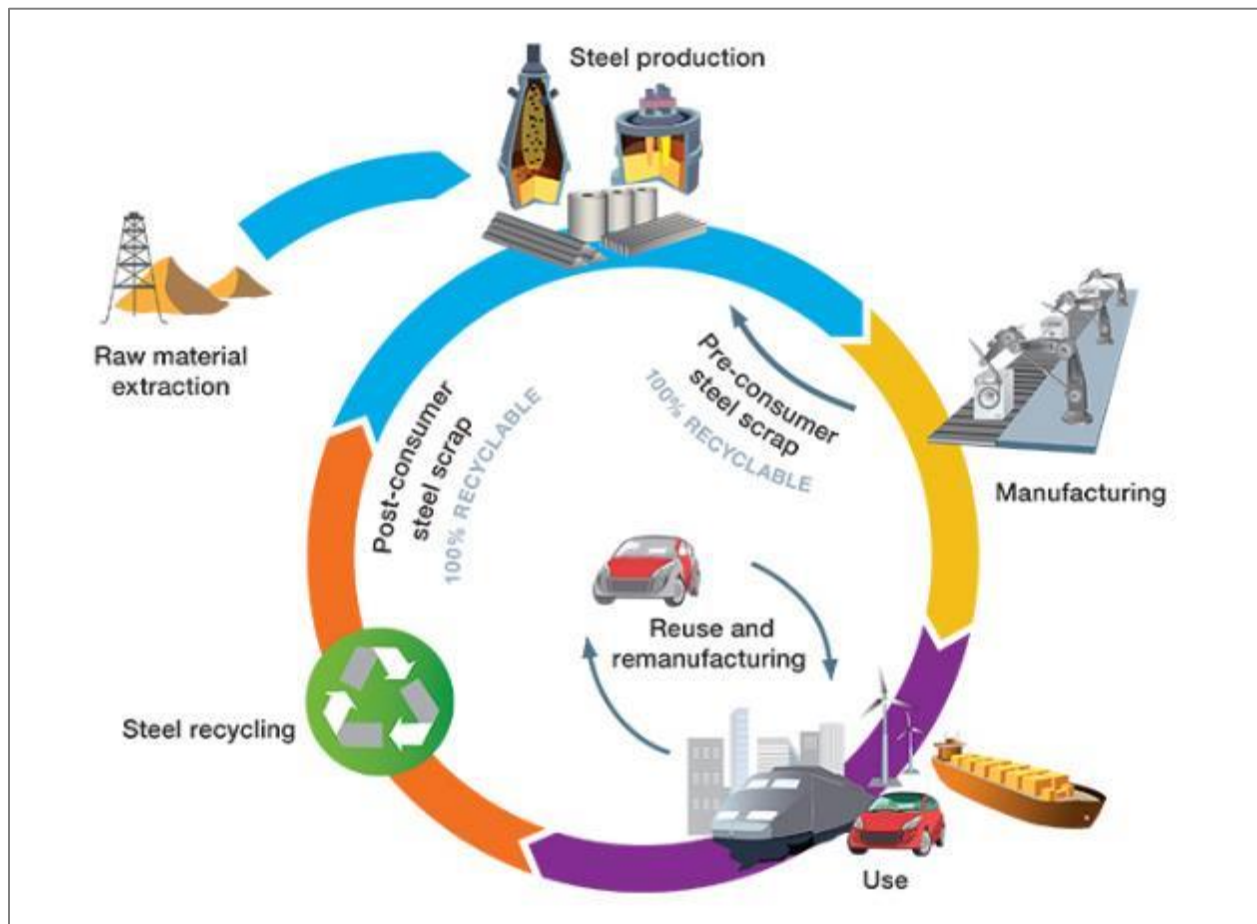 Steel production
Raw material
extraction
Pre-consumer
steel scrap
100% RECYCLABLE
Manufacturing
Post-consumer
steel scrap
100% RECYCLABLE
Reuse and
remanufacturing
Steel recycling
Use